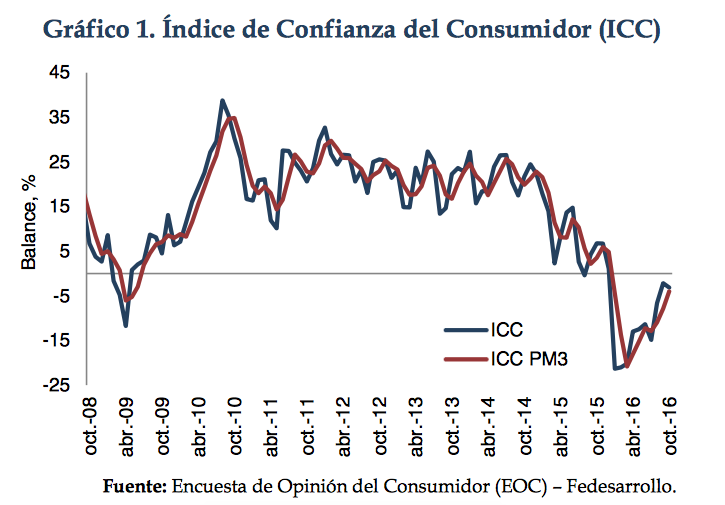 Gráfico 1. Índice de Confianza del Consumidor (ICC)
Balance, %
45
35
25
15
5
-5
-15
-25
ICC
ICC PM3
oct.-08
abr.-09
oct.-09
abr.-10
oct.-10
abr.-11
oct.-11
abr.-12
oct.-12
abr.-13
oct.-13
abr.-14
oct.-14
abr.-15
oct.-15
abr.-16
oct.-16
Fuente: Encuesta de Opinión del Consumidor (EOC) – Fedesarrollo.